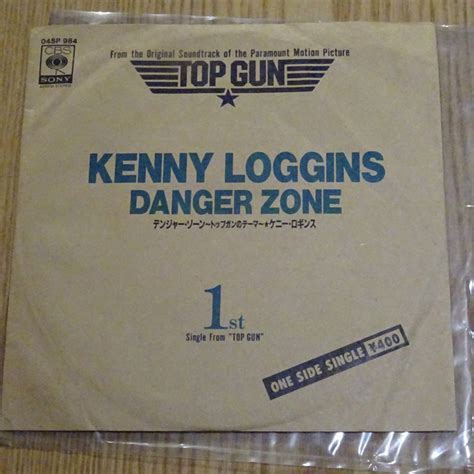 04SP 984
CBS
SONY
From the Original Soundtrack of the Paramount Motion Picture
TOP GUN
KENNY LOGGINS
DANGER ZONE
デンジャー・ゾーン〜トップガンのテーマ〜★ケニー・ロギンス
1st
Single From "TOP GUN"
ONE SIDE SINGLE ¥400